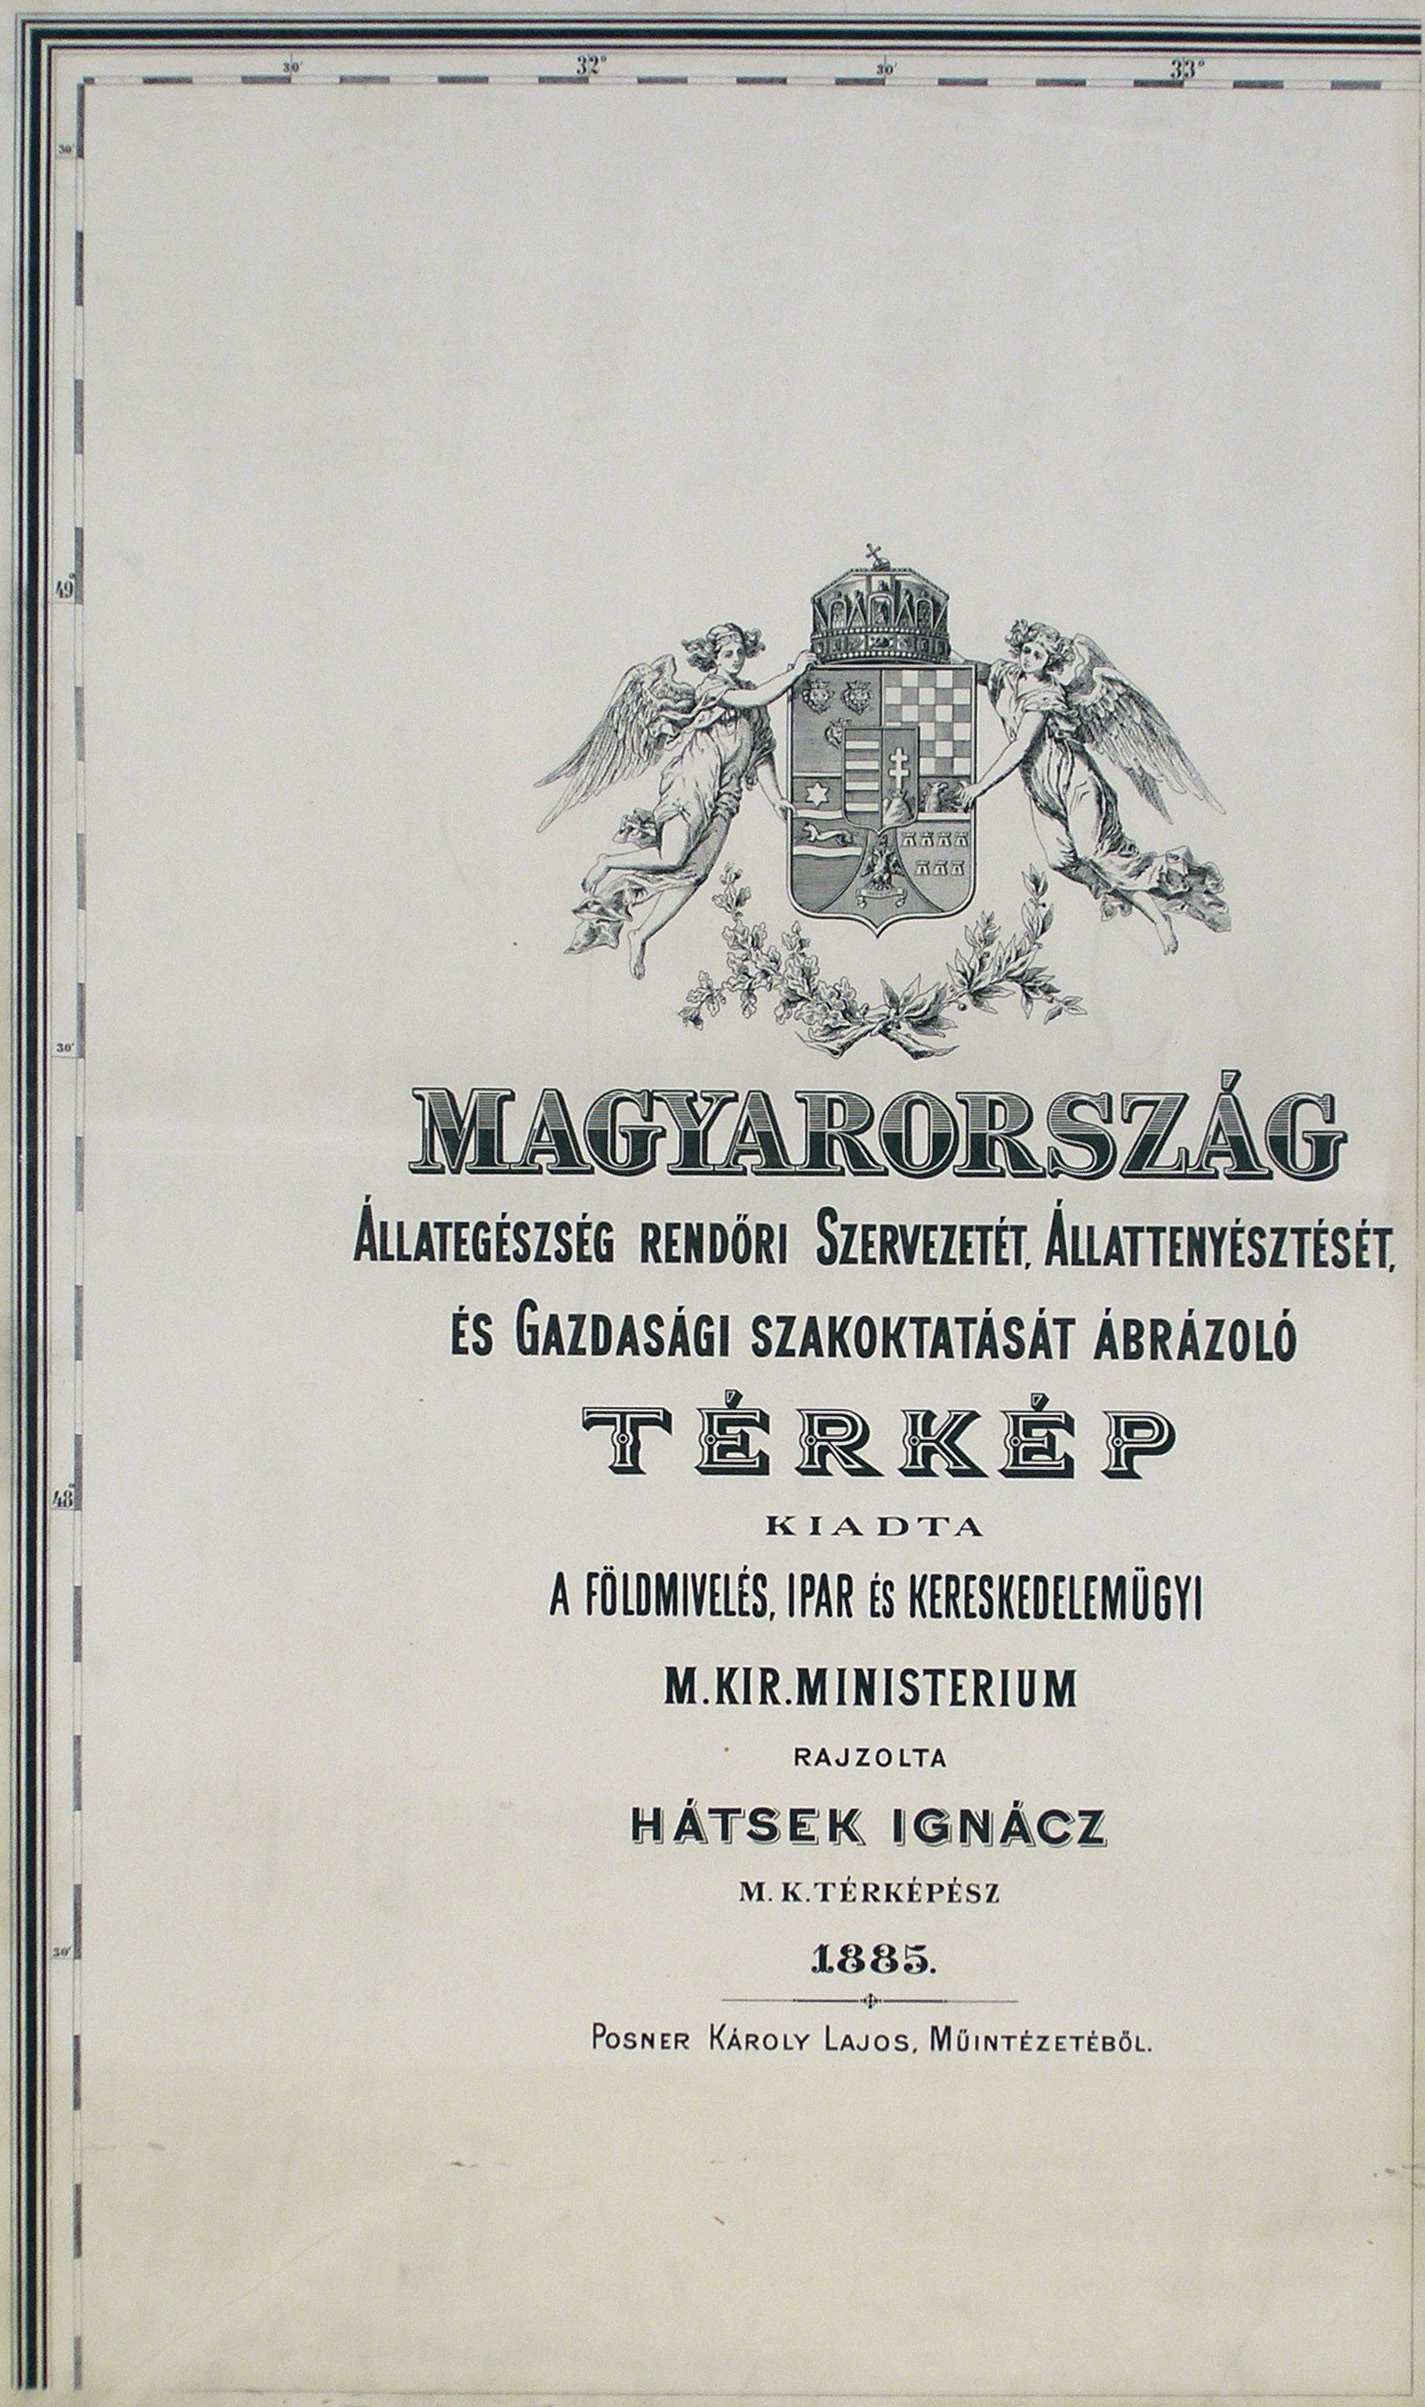 30' 32° 30' 33°
30'
49°
30'
MAGYARORSZÁG
ÁLLATEGÉSZSÉG RENDŐRI SZERVEZETÉT, ÁLLATTENYÉSZTÉSÉT,
ÉS GAZDASÁGI SZAKOKTATÁSÁT ÁBRÁZOLÓ
TÉRKÉP
48°
KIADTA
A FÖLDMIVELÉS, IPAR ÉS KERESKEDELEMÜGYI
M. KIR. MINISTERIUM
RAJZOLTA
HÁTSEK IGNÁCZ
M. K. TÉRKÉPÉSZ
30'
1885.
POSNER KÁROLY LAJOS, MŰINTÉZETÉBŐL.